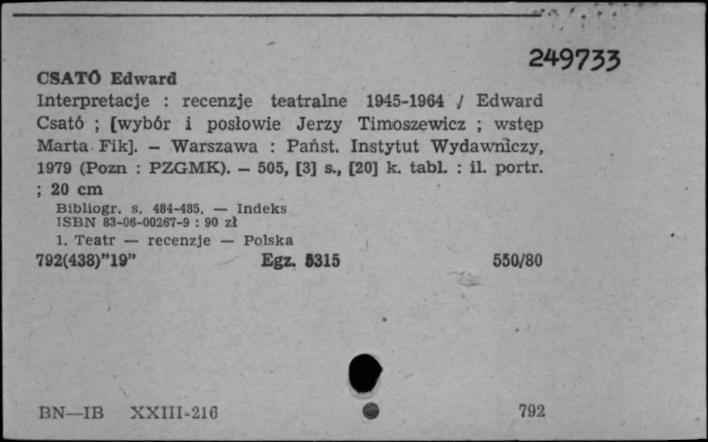 249733
CSATÓ Edward
Interpretacje : recenzje teatralne 1945-1964 / Edward
Csató ; [wybór i posłowie Jerzy Timoszewicz ; wstęp
Marta Fik]. — Warszawa : Państ. Instytut Wydawniczy,
1979 (Pozn : PZGMK). — 505, [3] s., [20] k. tabl. : il. portr.
; 20 cm
Bibliogr. s. 484-485. — Indeks
ISBN 83-06-00267-9 : 90 zł
1. Teatr — recenzje — Polska
792(438)"19" Egz. 5315 550/80
BN—IB XXIII-216 792